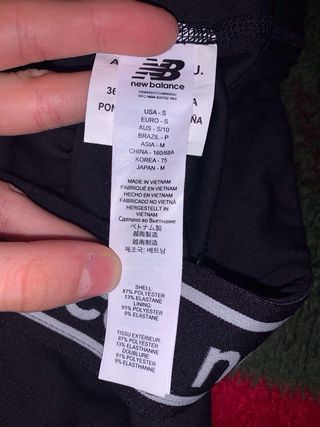 new balance
USA - S
EURO - S
AUS - S/10
BRAZIL - P
ASIA - M
CHINA - 160/68A
KOREA - 75
JAPAN - M
MADE IN VIETNAM
FABRIQUÉ EN VIETNAM
HECHO EN VIETNAM
FABRICADO NO VIETNÃ
HERGESTELLT IN
VIETNAM
Сделано во Вьетнаме
ベトナム製
越南製造
越南制造
제조국: 베트남
SHELL:
87% POLYESTER
13% ELASTANE
LINING:
91% POLYESTER
9% ELASTANE
TISSU EXTÉRIEUR:
87% POLYESTER
13% ÉLASTHANNE
DOUBLURE:
91% POLYESTER
9% ÉLASTHANNE